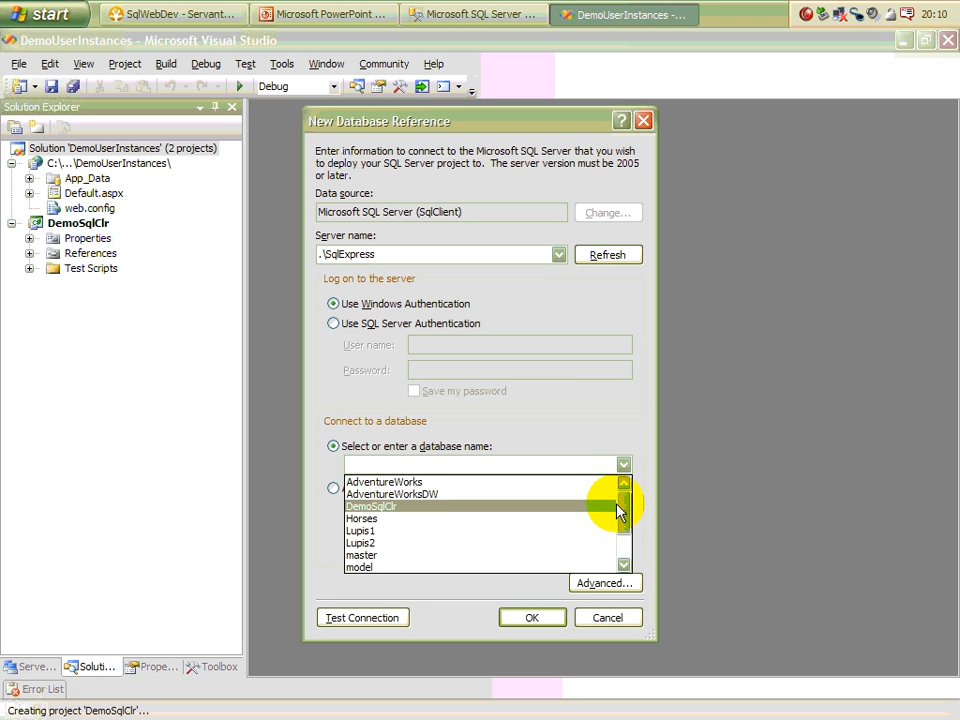 start
SqlWebDev - Servant...
Microsoft PowerPoint ...
Microsoft SQL Server ...
DemoUserInstances -...
20:10
DemoUserInstances - Microsoft Visual Studio
File Edit View Project Build Debug Test Tools Window Community Help
Debug
Solution Explorer
Solution 'DemoUserInstances' (2 projects)
C:\...\DemoUserInstances\
App_Data
Default.aspx
web.config
DemoSqlClr
Properties
References
Test Scripts
New Database Reference
Enter information to connect to the Microsoft SQL Server that you wish
to deploy your SQL Server project to. The server version must be 2005
or later.
Data source:
Microsoft SQL Server (SqlClient)
Change...
Server name:
.\SqlExpress
Refresh
Log on to the server
Use Windows Authentication
Use SQL Server Authentication
User name:
Password:
Save my password
Connect to a database
Select or enter a database name:
AdventureWorks
AdventureWorksDW
DemoSqlClr
Horses
Lupis1
Lupis2
master
model
Advanced...
Test Connection
OK
Cancel
Serve...
Soluti...
Prope...
Toolbox
Error List
Creating project 'DemoSqlClr'...